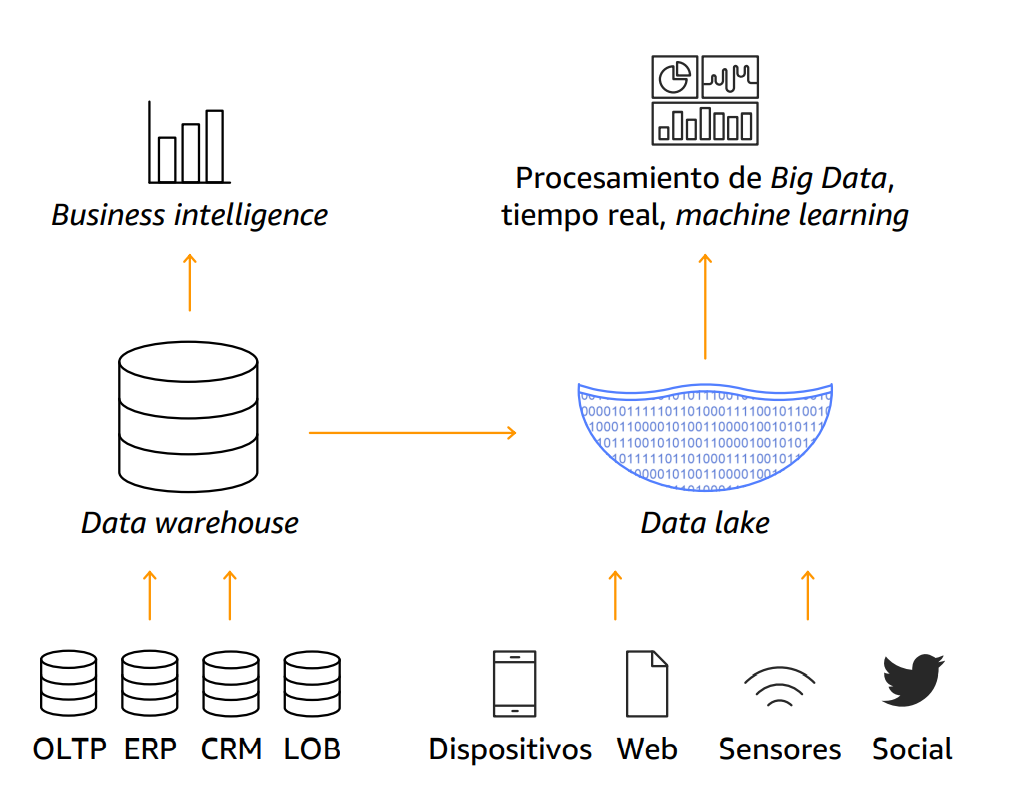 Business intelligence
Procesamiento de Big Data,
tiempo real, machine learning
Data warehouse
Data lake
OLTP ERP CRM LOB
Dispositivos Web Sensores Social